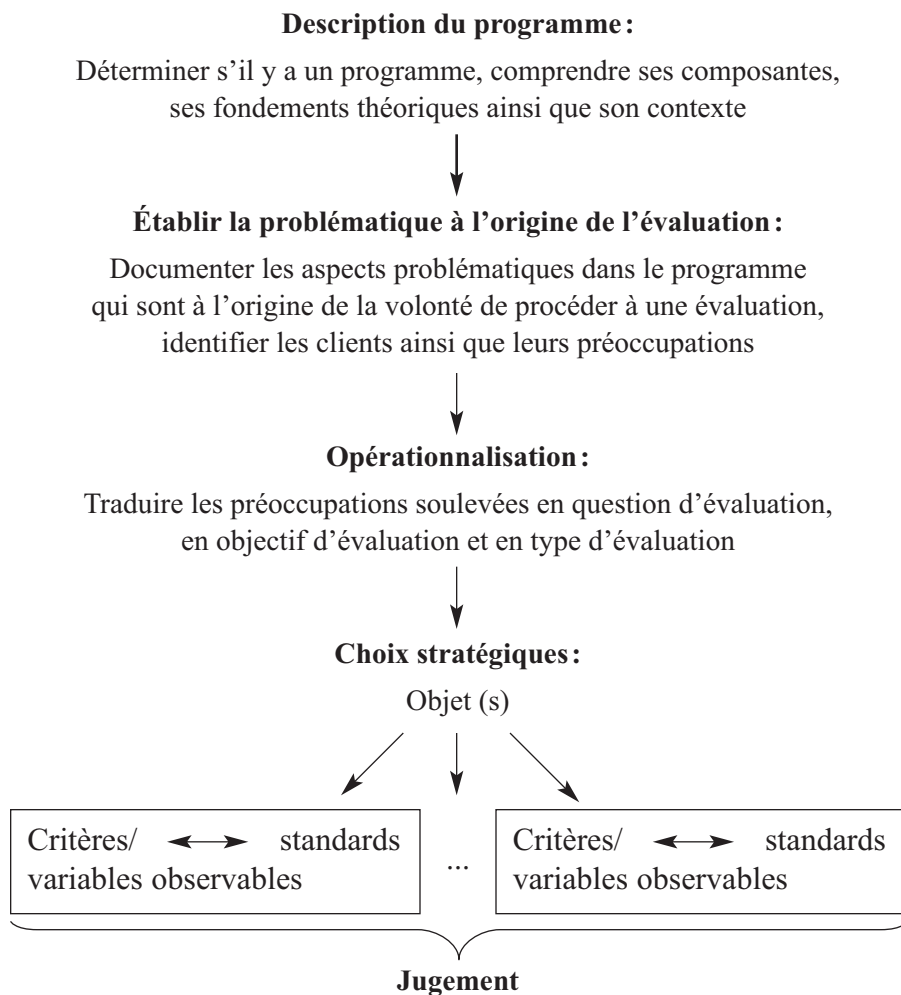 Description du programme :
Déterminer s’il y a un programme, comprendre ses composantes,
ses fondements théoriques ainsi que son contexte
Établir la problématique à l’origine de l’évaluation :
Documenter les aspects problématiques dans le programme
qui sont à l’origine de la volonté de procéder à une évaluation,
identifier les clients ainsi que leurs préoccupations
Opérationnalisation :
Traduire les préoccupations soulevées en question d’évaluation,
en objectif d’évaluation et en type d’évaluation
Choix stratégiques :
Objet (s)
Critères/ standards
variables observables
...
Critères/ standards
variables observables
Jugement